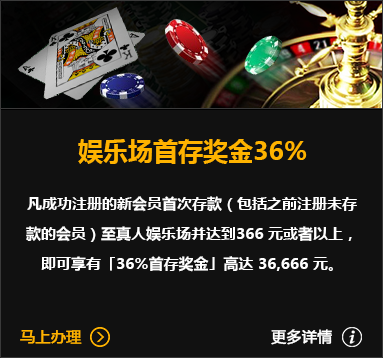 娱乐场首存奖金36%
凡成功注册的新会员首次存款（包括之前注册未存
款的会员）至真人娱乐场并达到366 元或者以上，
即可享有「36%首存奖金」高达 36,666 元。
马上办理
更多详情